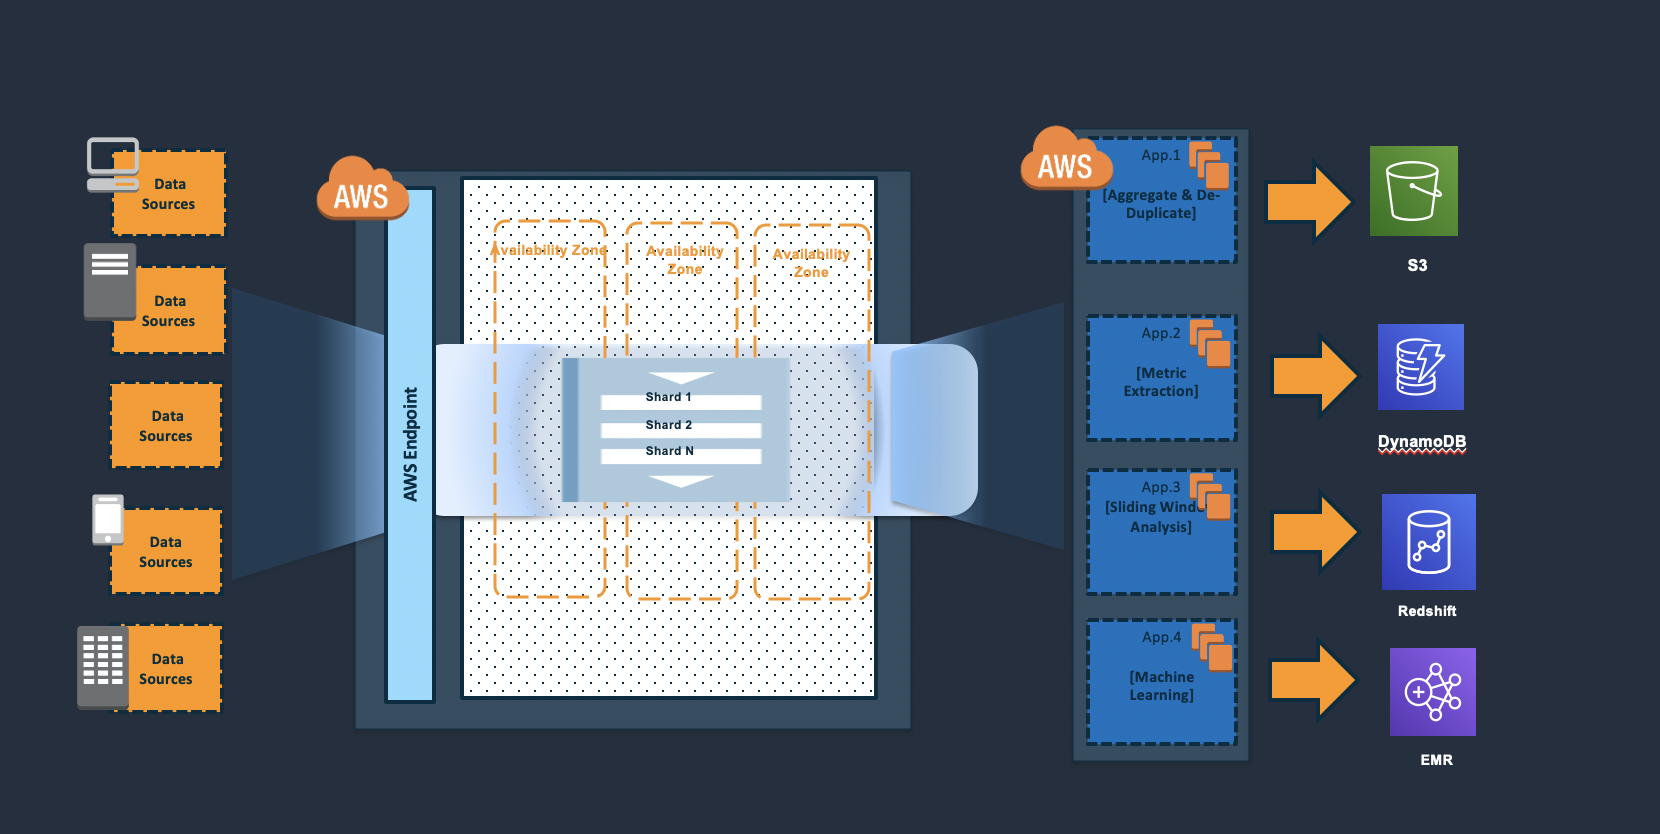 Data
Sources
Data
Sources
Data
Sources
Data
Sources
Data
Sources
AWS
AWS Endpoint
Availability Zone
Availability
Zone
Availability
Zone
Shard 1
Shard 2
Shard N
AWS
App.1
[Aggregate & De-
Duplicate]
App.2
[Metric
Extraction]
App.3
[Sliding Window
Analysis]
App.4
[Machine
Learning]
S3
DynamoDB
Redshift
EMR